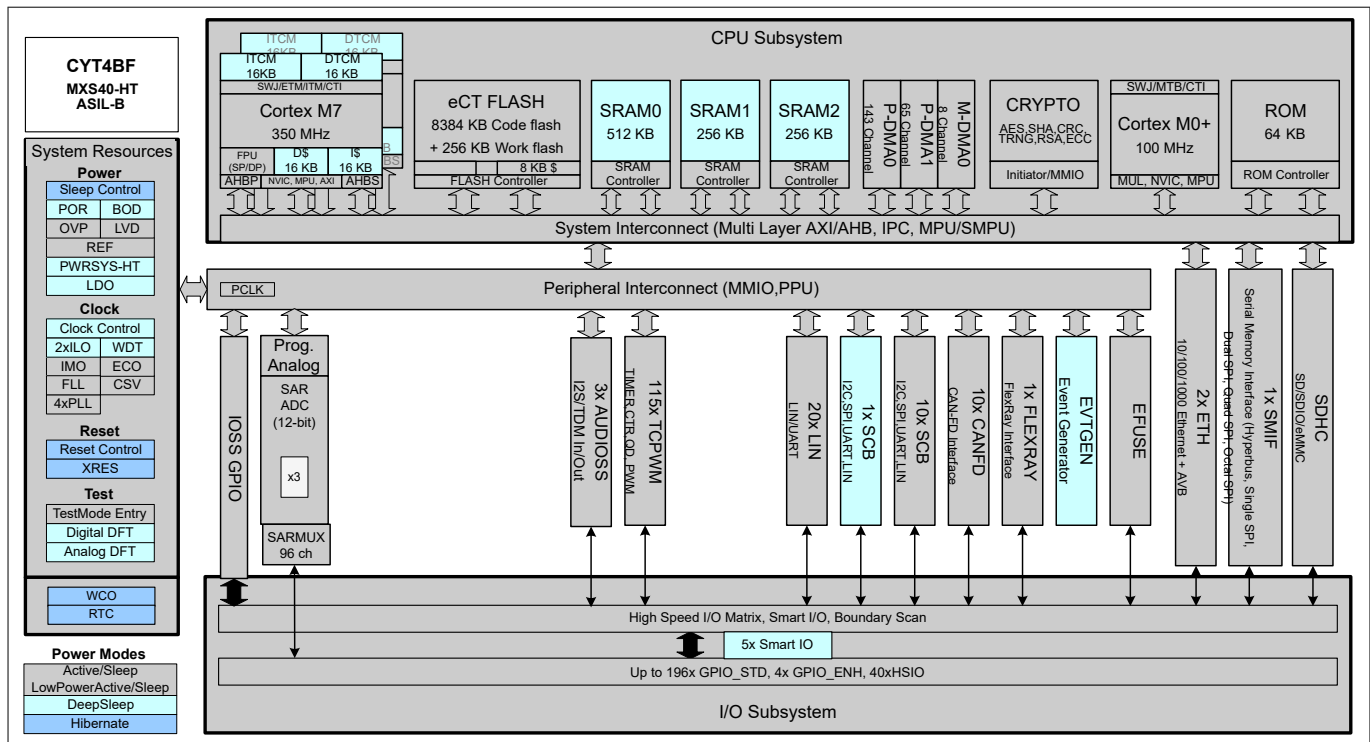 CYT4BF
MXS40-HT
ASIL-B
System Resources
Power
Sleep Control
POR BOD
OVP LVD
REF
PWRSYS-HT
LDO
Clock
Clock Control
2xILO WDT
IMO ECO
FLL CSV
4xPLL
Reset
Reset Control
XRES
Test
TestMode Entry
Digital DFT
Analog DFT
WCO
RTC
Power Modes
Active/Sleep
LowPowerActive/Sleep
DeepSleep
Hibernate
CPU Subsystem
ITCM DTCM
16KB 16 KB
ITCM DTCM
16KB 16 KB
SWJ/ETM/ITM/CTI
Cortex M7
350 MHz
FPU
(SP/DP)
D$
16 KB
I$
16 KB
AHBP NVIC, MPU, AXI AHBS
eCT FLASH
8384 KB Code flash
+ 256 KB Work flash
8 KB $
FLASH Controller
SRAM0
512 KB
SRAM
Controller
SRAM1
256 KB
SRAM
Controller
SRAM2
256 KB
SRAM
Controller
P-DMA0
143 Channel
P-DMA1
65 Channel
M-DMA0
8 Channel
CRYPTO
AES,SHA,CRC,
TRNG,RSA,ECC
Initiator/MMIO
SWJ/MTB/CTI
Cortex M0+
100 MHz
MUL, NVIC, MPU
ROM
64 KB
ROM Controller
System Interconnect (Multi Layer AXI/AHB, IPC, MPU/SMPU)
PCLK
Peripheral Interconnect (MMIO,PPU)
IOSS GPIO
Prog.
Analog
SAR
ADC
(12-bit)
x3
SARMUX
96 ch
3x AUDIOSS
I2S/TDM In/Out
115x TCPWM
TIMER,CTR,QD, PWM
20x LIN
LIN/UART
1x SCB
I2C,SPI,UART,LIN
10x SCB
I2C,SPI,UART,LIN
10x CANFD
CAN-FD Interface
1x FLEXRAY
FlexRay Interface
EVTGEN
Event Generator
EFUSE
2x ETH
10/100/1000 Ethernet + AVB
1x SMIF
Serial Memory Interface (Hyperbus, Single SPI,
Dual SPI, Quad SPI, Octal SPI)
SDHC
SD/SDIO/eMMC
High Speed I/O Matrix, Smart I/O, Boundary Scan
5x Smart IO
Up to 196x GPIO_STD, 4x GPIO_ENH, 40xHSIO
I/O Subsystem